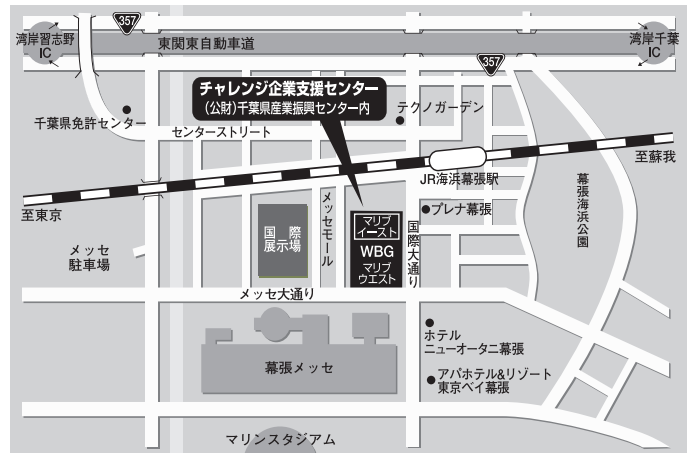 357
湾岸習志野
IC
東関東自動車道
湾岸千葉
IC
357
チャレンジ企業支援センター
(公財)千葉県産業振興センター内
テクノガーデン
千葉県免許センター
センターストリート
至蘇我
JR海浜幕張駅
至東京
プレナ幕張
幕張海浜公園
メッセモール
国際
展示場
マリブ
イースト
WBG
マリブ
ウエスト
国際大通り
メッセ
駐車場
メッセ大通り
ホテル
ニューオータニ幕張
幕張メッセ
アパホテル&リゾート
東京ベイ幕張
マリンスタジアム